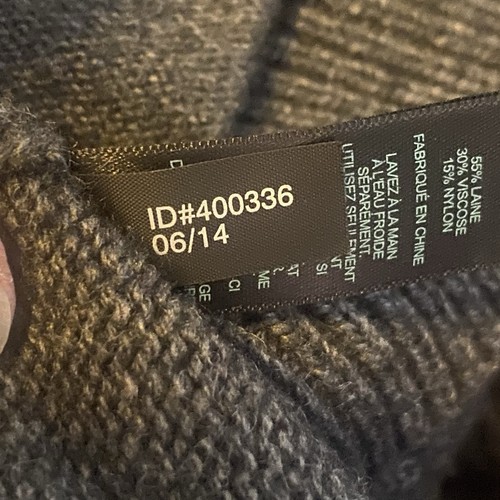 ID#400336
06/14
55% LAINE
30% VISCOSE
15% NYLON
FABRIQUÉ EN CHINE
LAVEZ À LA MAIN
À L'EAU FROIDE
SÉPARÉMENT.
UTILISEZ